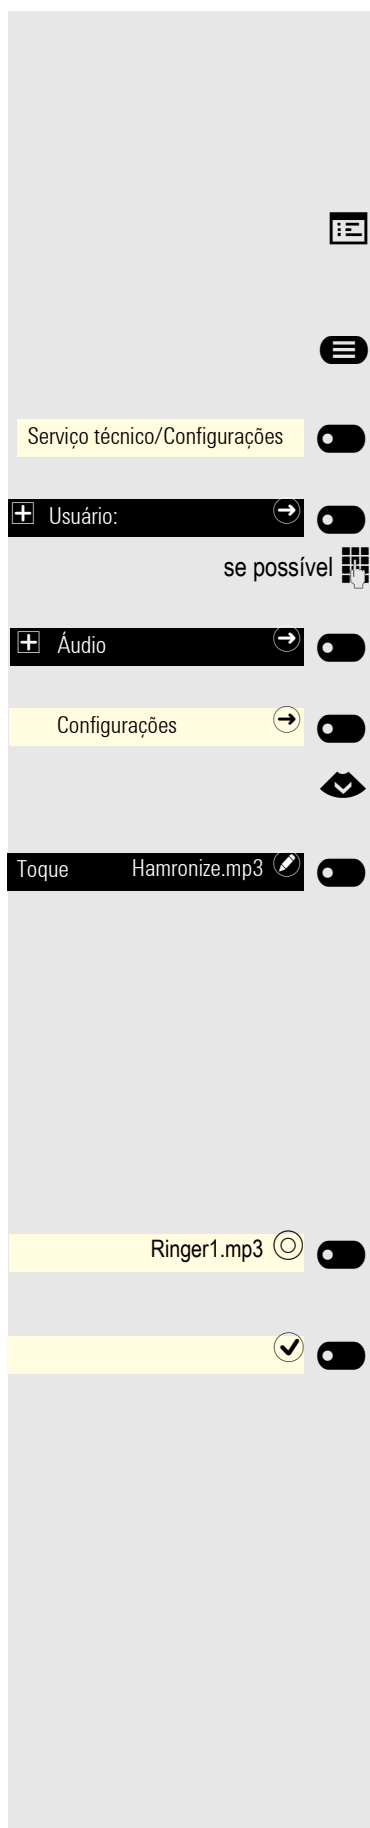 Serviço técnico/Configurações
Usuário:
se possível
Áudio
Configurações
Toque Hamronize.mp3
Ringer1.mp3